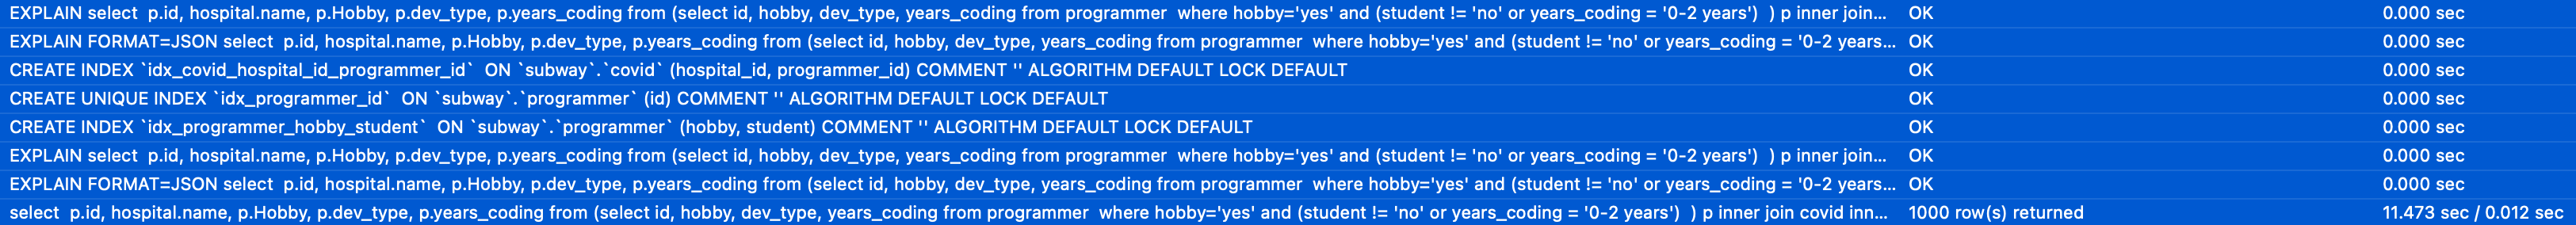 EXPLAIN select  p.id, hospital.name, p.Hobby, p.dev_type, p.years_coding from (select id, hobby, dev_type, years_coding from programmer  where hobby='yes' and (student != 'no' or years_coding = '0-2 years')  ) p inner join... OK 0.000 sec
EXPLAIN FORMAT=JSON select  p.id, hospital.name, p.Hobby, p.dev_type, p.years_coding from (select id, hobby, dev_type, years_coding from programmer  where hobby='yes' and (student != 'no' or years_coding = '0-2 years... OK 0.000 sec
CREATE INDEX `idx_covid_hospital_id_programmer_id`  ON `subway`.`covid` (hospital_id, programmer_id) COMMENT '' ALGORITHM DEFAULT LOCK DEFAULT OK 0.000 sec
CREATE UNIQUE INDEX `idx_programmer_id`  ON `subway`.`programmer` (id) COMMENT '' ALGORITHM DEFAULT LOCK DEFAULT OK 0.000 sec
CREATE INDEX `idx_programmer_hobby_student`  ON `subway`.`programmer` (hobby, student) COMMENT '' ALGORITHM DEFAULT LOCK DEFAULT OK 0.000 sec
EXPLAIN select  p.id, hospital.name, p.Hobby, p.dev_type, p.years_coding from (select id, hobby, dev_type, years_coding from programmer  where hobby='yes' and (student != 'no' or years_coding = '0-2 years')  ) p inner join... OK 0.000 sec
EXPLAIN FORMAT=JSON select  p.id, hospital.name, p.Hobby, p.dev_type, p.years_coding from (select id, hobby, dev_type, years_coding from programmer  where hobby='yes' and (student != 'no' or years_coding = '0-2 years... OK 0.000 sec
select  p.id, hospital.name, p.Hobby, p.dev_type, p.years_coding from (select id, hobby, dev_type, years_coding from programmer  where hobby='yes' and (student != 'no' or years_coding = '0-2 years')  ) p inner join covid inn... 1000 row(s) returned 11.473 sec / 0.012 sec